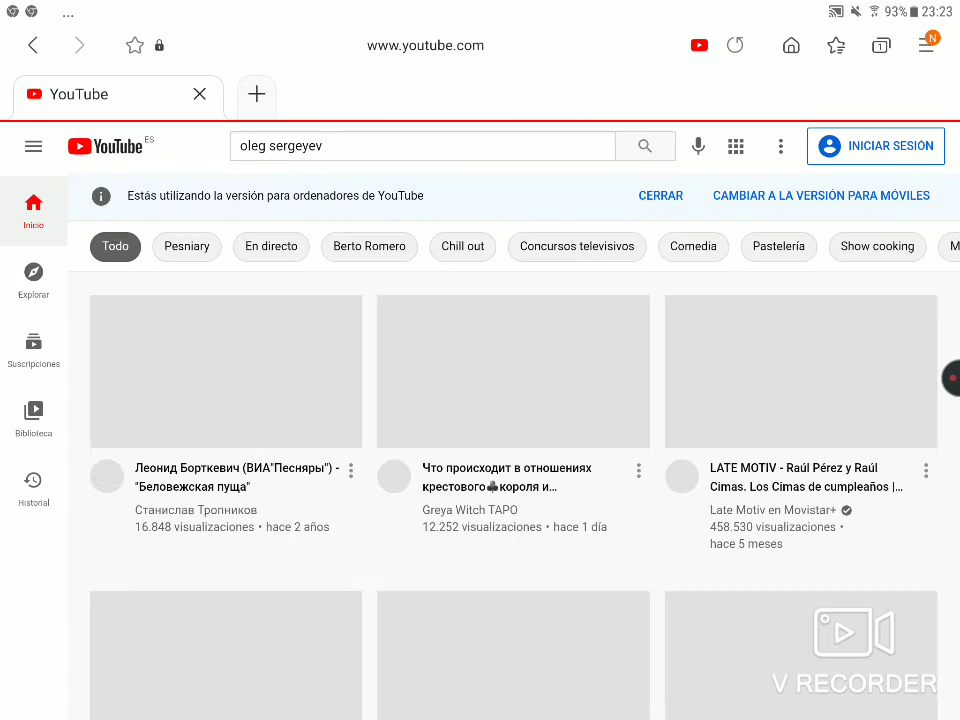 ... 93% 23:23
www.youtube.com
N
1
YouTube
YouTube ES
oleg sergeyev
INICIAR SESIÓN
Inicio
Explorar
Suscripciones
Biblioteca
Historial
Estás utilizando la versión para ordenadores de YouTube
CERRAR
CAMBIAR A LA VERSIÓN PARA MÓVILES
Todo
Pesniary
En directo
Berto Romero
Chill out
Concursos televisivos
Comedia
Pastelería
Show cooking
M
Леонид Борткевич (ВИА"Песняры") -
"Беловежская пуща"
Станислав Тропников
16.848 visualizaciones • hace 2 años
Что происходит в отношениях
крестового♣короля и...
Greya Witch ТАРО
12.252 visualizaciones • hace 1 día
LATE MOTIV - Raúl Pérez y Raúl
Cimas. Los Cimas de cumpleaños |...
Late Motiv en Movistar+
458.530 visualizaciones •
hace 5 meses
V RECORDER